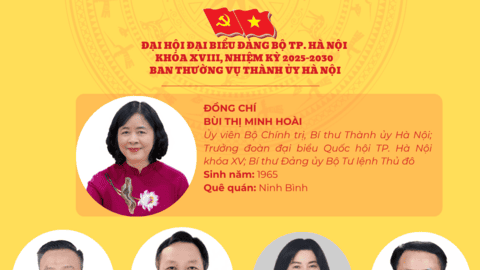 ĐẠI HỘI ĐẠI BIỂU ĐẢNG BỘ TP. HÀ NỘI
KHÓA XVIII, NHIỆM KỲ 2025-2030
BAN THƯỜNG VỤ THÀNH ỦY HÀ NỘI
ĐỒNG CHÍ
BÙI THỊ MINH HOÀI
Ủy viên Bộ Chính trị, Bí thư Thành ủy Hà Nội;
Trưởng đoàn đại biểu Quốc hội TP. Hà Nội
khóa XV; Bí thư Đảng ủy Bộ Tư lệnh Thủ đô
Sinh năm: 1965
Quê quán: Ninh Bình